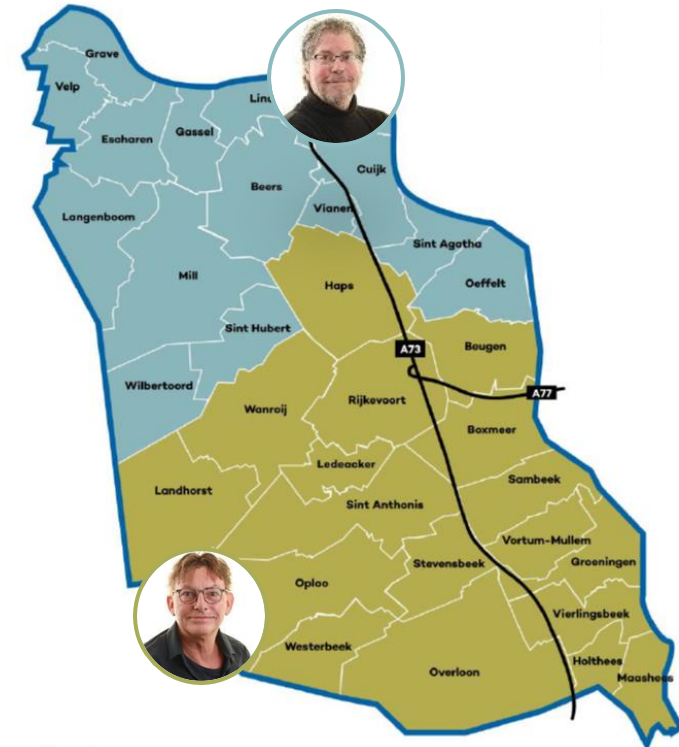 Grave
Velp
Escharen
Gassel
Cuijk
Beers
Vianen
Langenboom
Sint Agatha
Mill
Oeffelt
Haps
Sint Hubert
A73
Beugen
Wilbertoord
A77
Wanroij
Rijkevoort
Boxmeer
Ledeacker
Sambeek
Landhorst
Sint Anthonis
Vortum-Mullem
Stevensbeek
Groeningen
Oploo
Vierlingsbeek
Westerbeek
Holthees
Overloon
Maashees